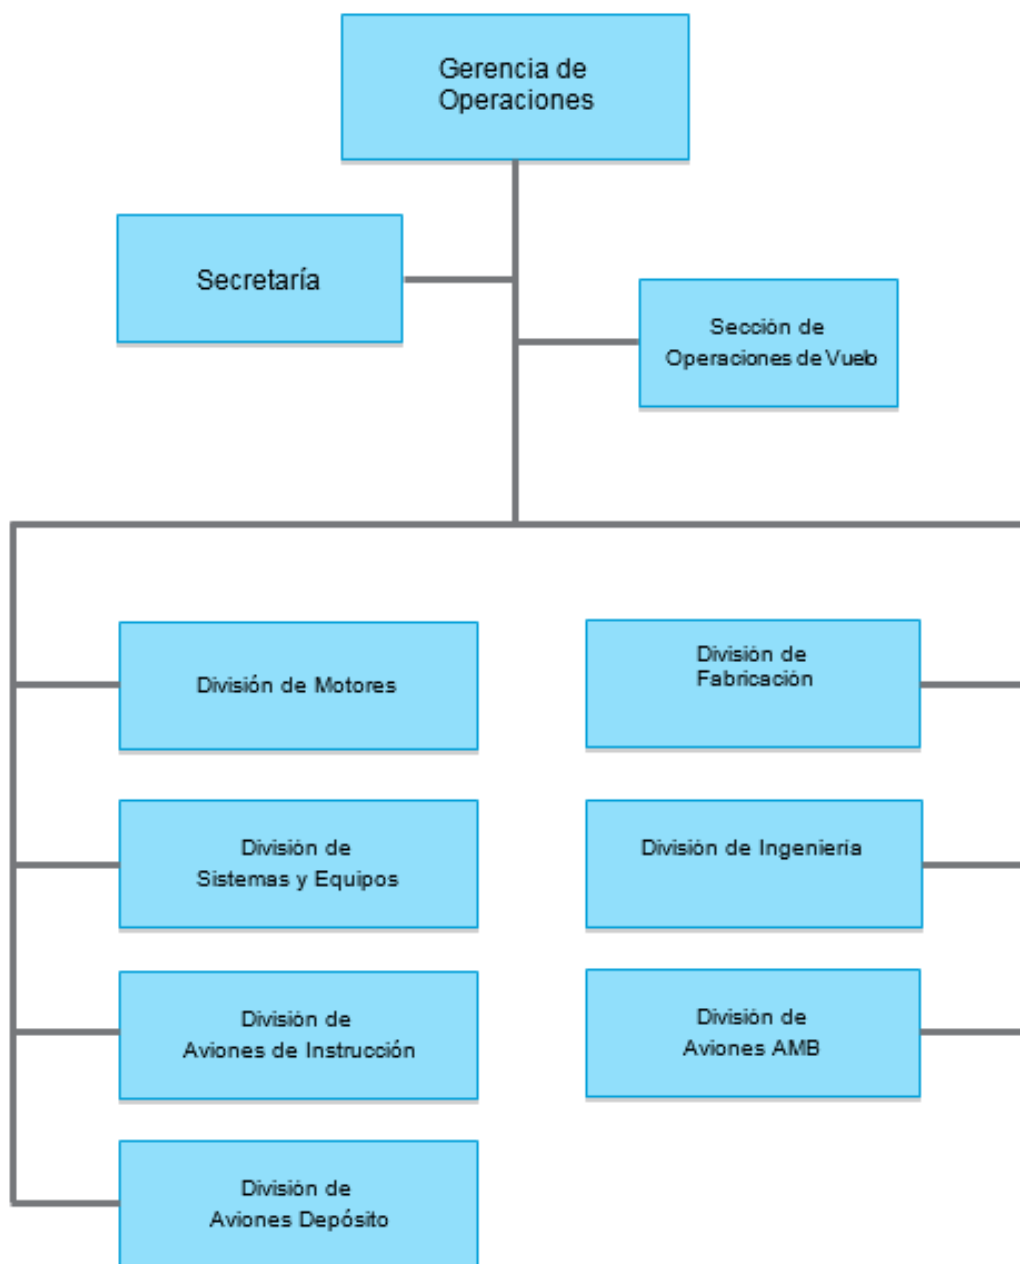 Gerencia de
Operaciones
Secretaría
Sección de
Operaciones de Vuelo
División de Motores
División de
Fabricación
División de
Sistemas y Equipos
División de Ingeniería
División de
Aviones de Instrucción
División de
Aviones AMB
División de
Aviones Depósito